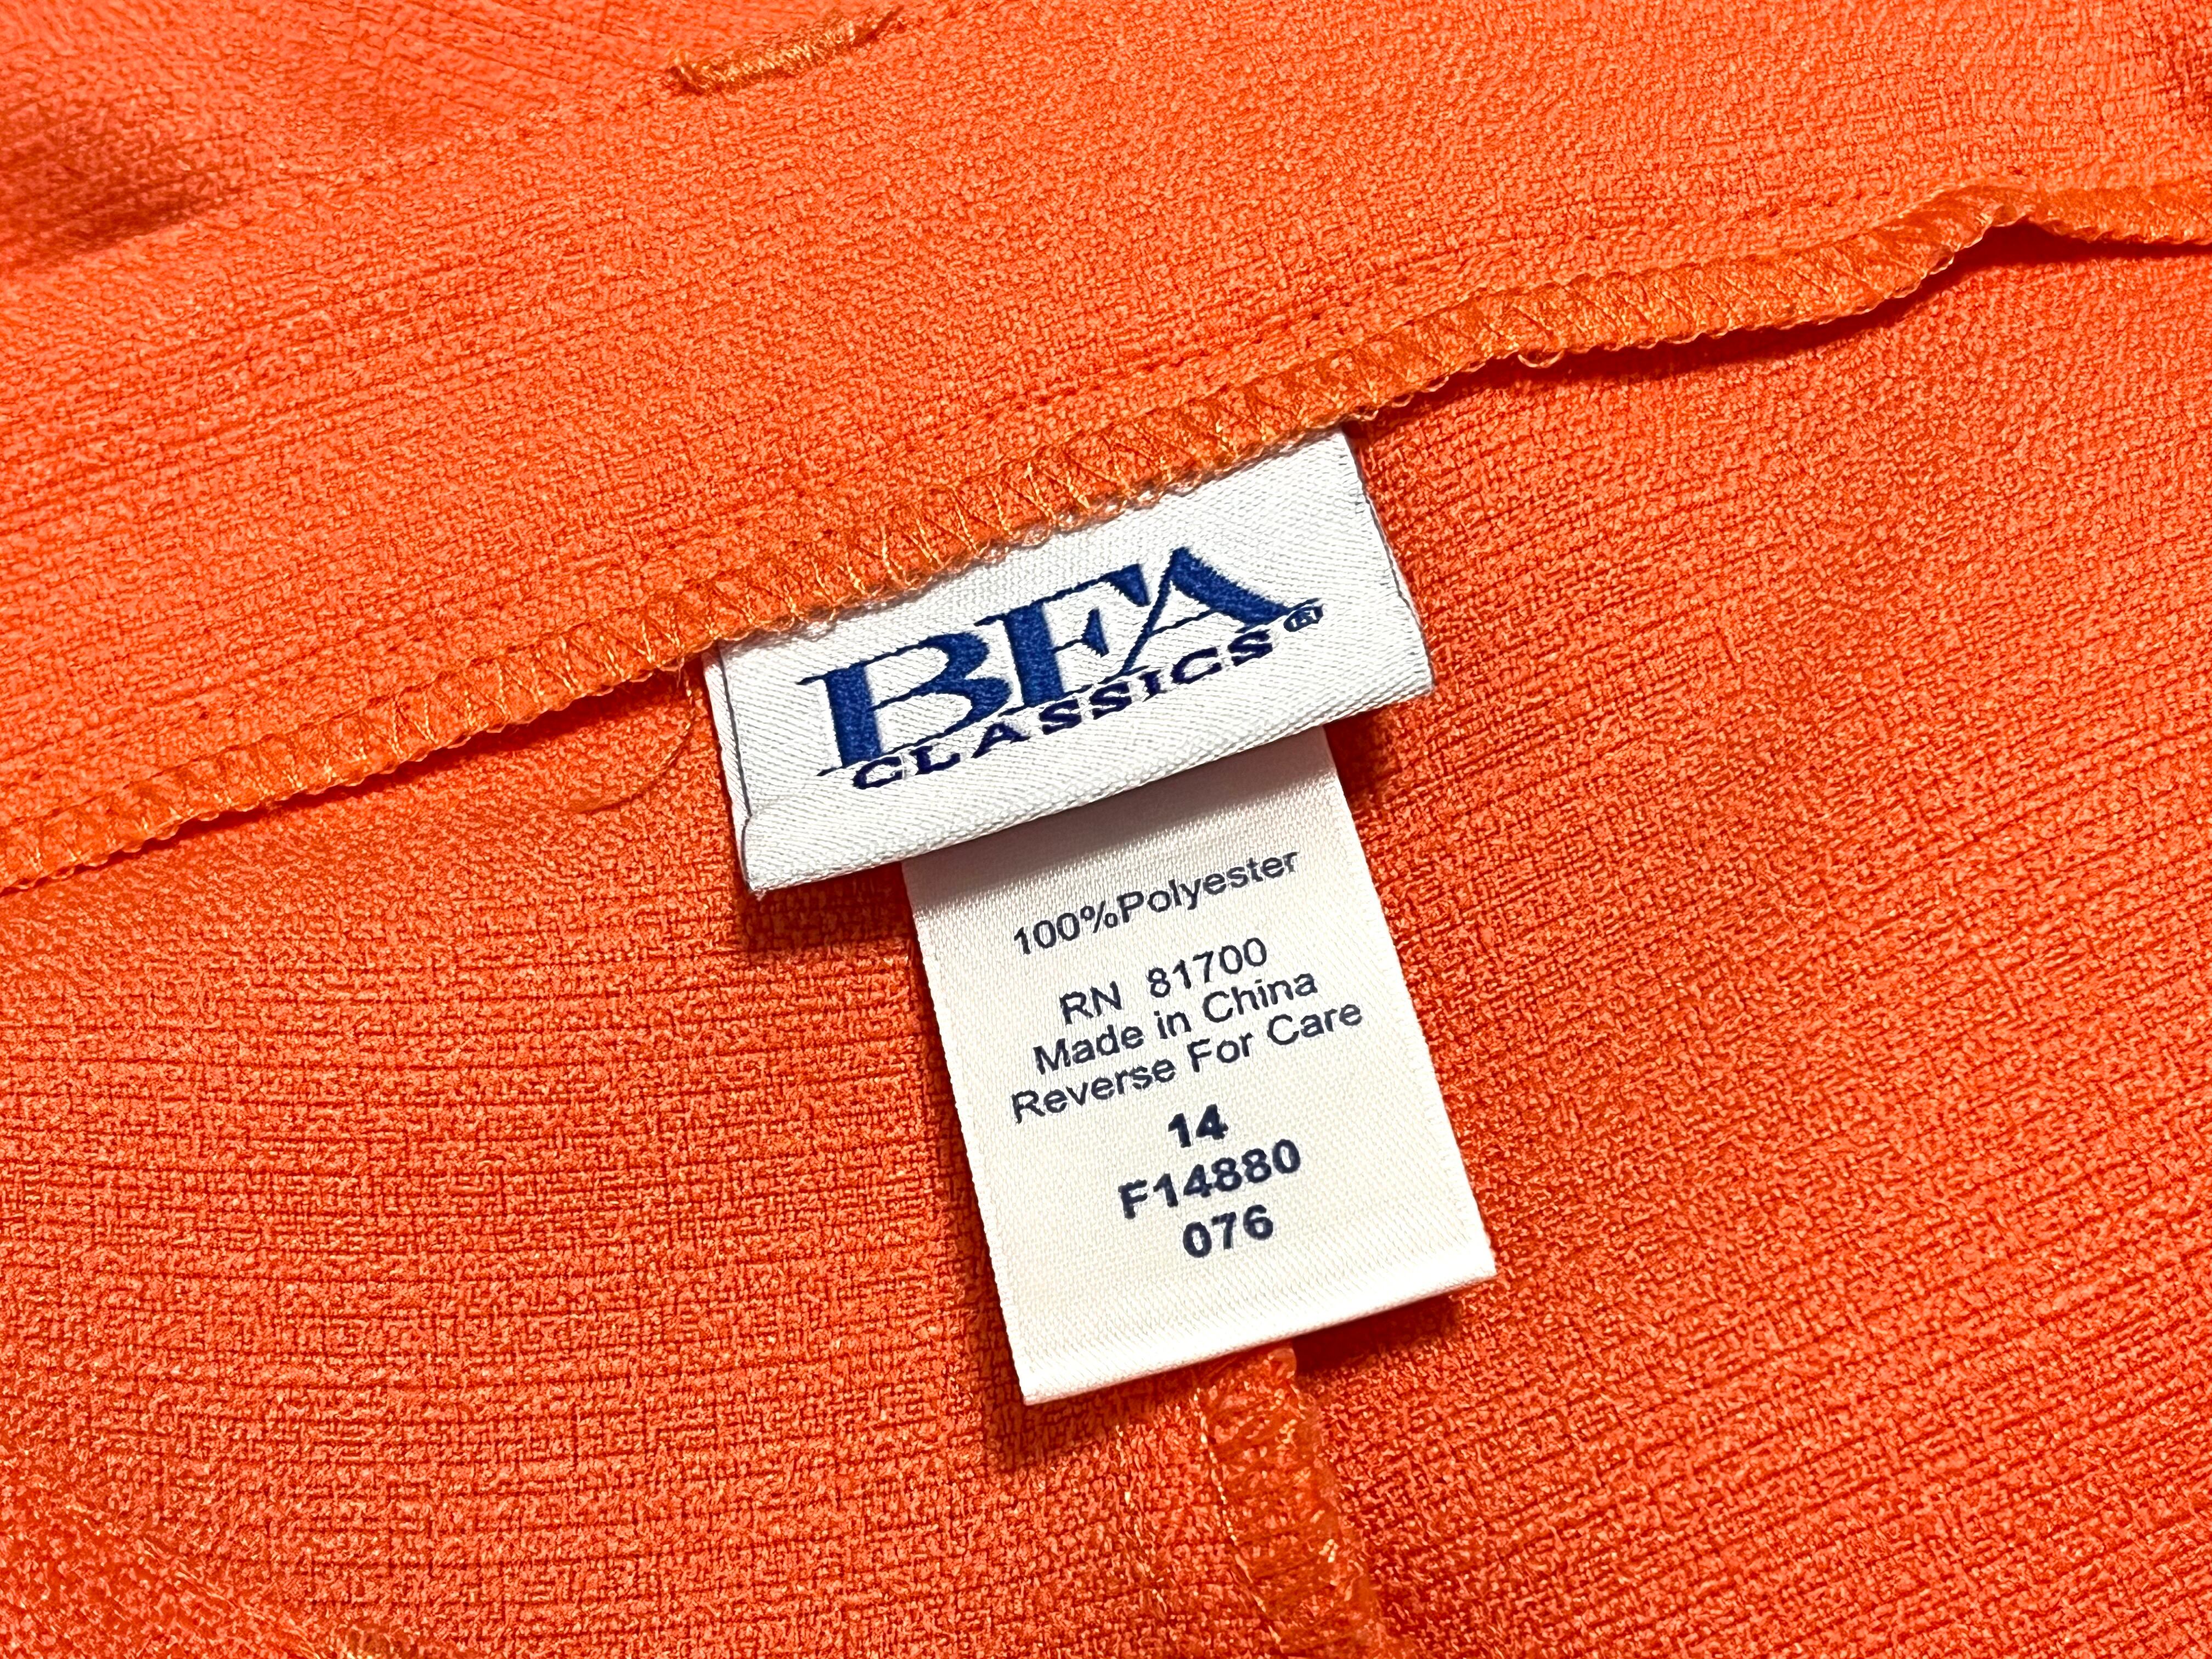 BFA
CLASSICS®
100%Polyester
RN 81700
Made in China
Reverse For Care
14
F14880
076